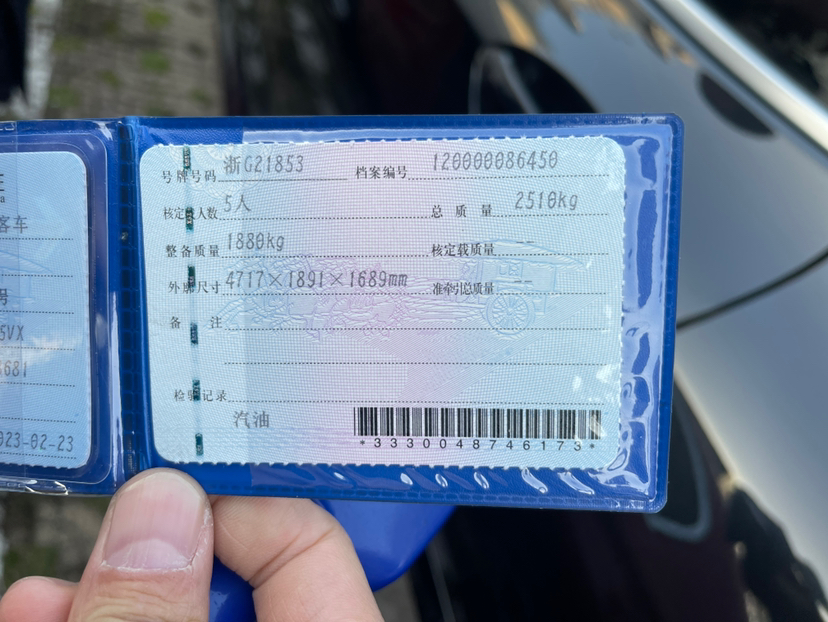 号牌号码 浙G21853 档案编号 120000086450
核定载人数 5人 总质量 2510kg
整备质量 1880kg 核定载质量 --
外廓尺寸 4717×1891×1689mm 准牵引总质量 --
备注
检验记录
汽油
*3330048746173*
客车
号
5VX
681
023-02-23